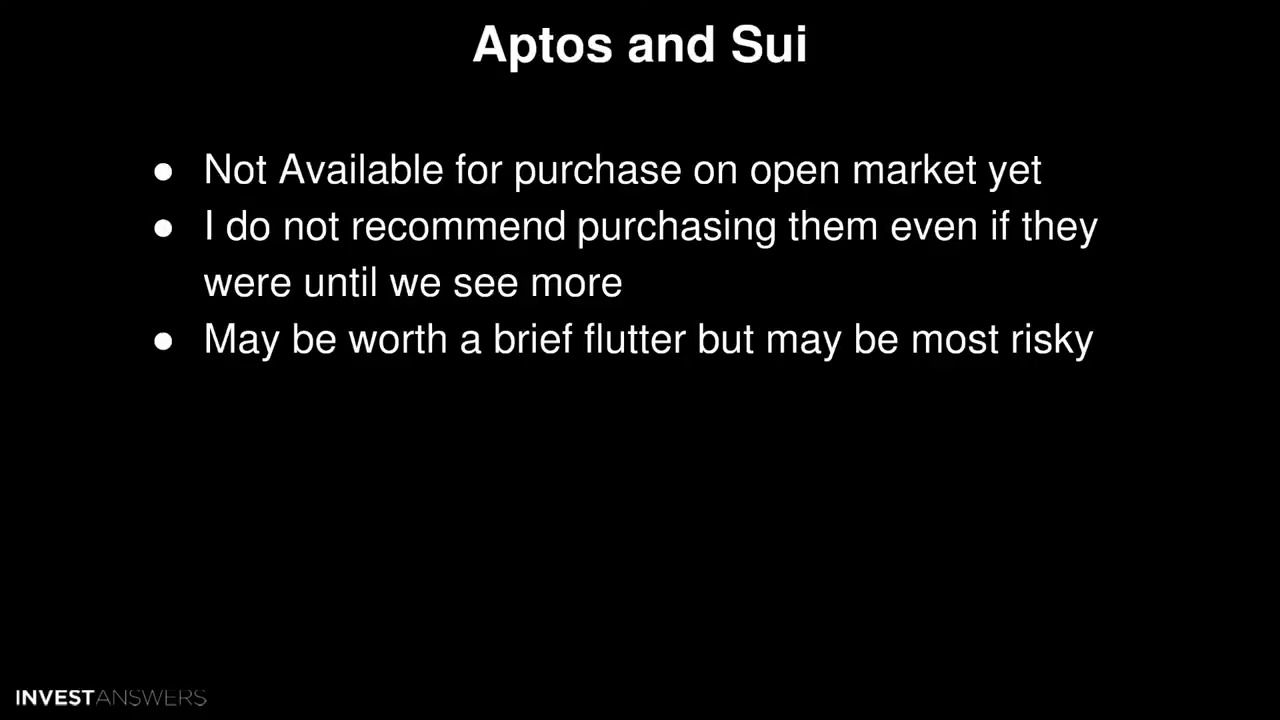 Aptos and Sui
● Not Available for purchase on open market yet
● I do not recommend purchasing them even if they
were until we see more
● May be worth a brief flutter but may be most risky
INVESTANSWERS